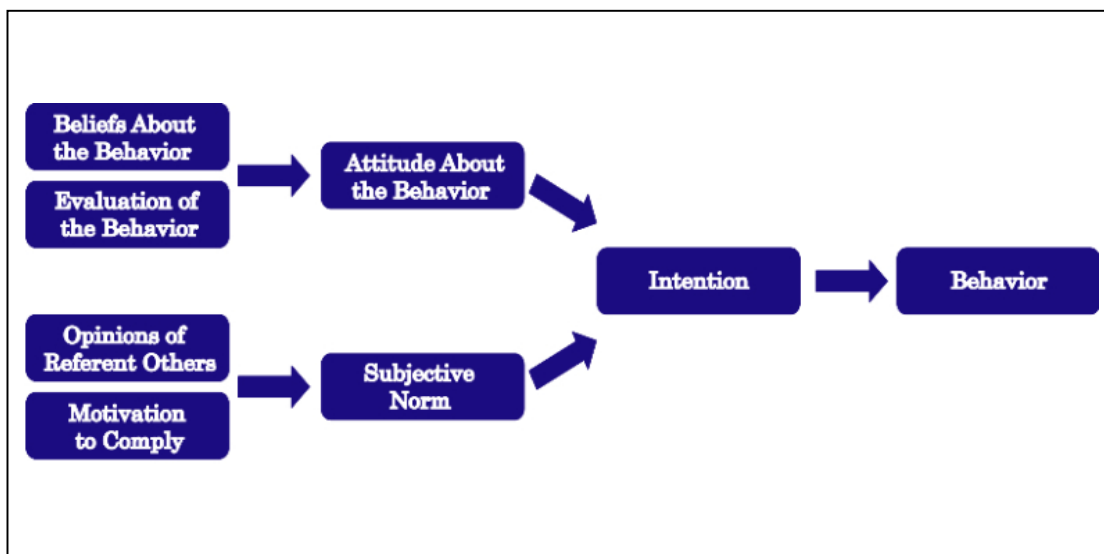 Beliefs About
the Behavior
Evaluation of
the Behavior
Attitude About
the Behavior
Opinions of
Referent Others
Motivation
to Comply
Subjective
Norm
Intention
Behavior